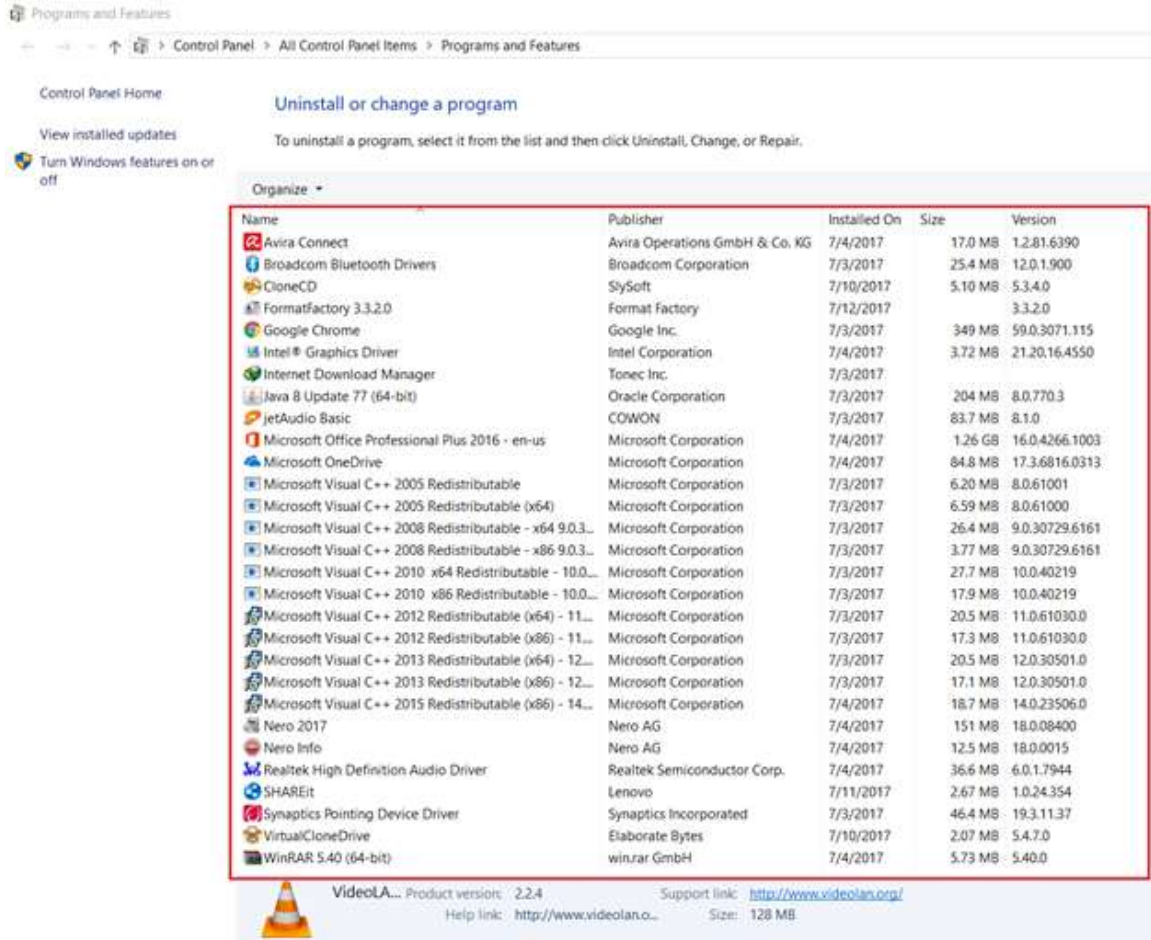 Programs and Features
Control Panel > All Control Panel Items > Programs and Features
Control Panel Home
View installed updates
Turn Windows features on or
off
Uninstall or change a program
To uninstall a program, select it from the list and then click Uninstall, Change, or Repair.
Organize
Name Publisher Installed On Size Version
Avira Connect Avira Operations GmbH & Co. KG 7/4/2017 17.0 MB 1.2.81.6390
Broadcom Bluetooth Drivers Broadcom Corporation 7/3/2017 25.4 MB 12.0.1.900
CloneCD SlySoft 7/10/2017 5.10 MB 5.3.4.0
FormatFactory 3.3.2.0 Format Factory 7/12/2017 3.3.2.0
Google Chrome Google Inc. 7/3/2017 349 MB 59.0.3071.115
Intel® Graphics Driver Intel Corporation 7/4/2017 3.72 MB 21.20.16.4550
Internet Download Manager Tonec Inc. 7/3/2017
Java 8 Update 77 (64-bit) Oracle Corporation 7/3/2017 204 MB 8.0.770.3
jetAudio Basic COWON 7/3/2017 83.7 MB 8.1.0
Microsoft Office Professional Plus 2016 - en-us Microsoft Corporation 7/4/2017 1.26 GB 16.0.4266.1003
Microsoft OneDrive Microsoft Corporation 7/4/2017 84.8 MB 17.3.6816.0313
Microsoft Visual C++ 2005 Redistributable Microsoft Corporation 7/3/2017 6.20 MB 8.0.61001
Microsoft Visual C++ 2005 Redistributable (x64) Microsoft Corporation 7/3/2017 6.59 MB 8.0.61000
Microsoft Visual C++ 2008 Redistributable - x64 9.0.3... Microsoft Corporation 7/3/2017 26.4 MB 9.0.30729.6161
Microsoft Visual C++ 2008 Redistributable - x86 9.0.3... Microsoft Corporation 7/3/2017 3.77 MB 9.0.30729.6161
Microsoft Visual C++ 2010 x64 Redistributable - 10.0.... Microsoft Corporation 7/3/2017 27.7 MB 10.0.40219
Microsoft Visual C++ 2010 x86 Redistributable - 10.0.... Microsoft Corporation 7/3/2017 17.9 MB 10.0.40219
Microsoft Visual C++ 2012 Redistributable (x64) - 11.... Microsoft Corporation 7/3/2017 20.5 MB 11.0.61030.0
Microsoft Visual C++ 2012 Redistributable (x86) - 11.... Microsoft Corporation 7/3/2017 17.3 MB 11.0.61030.0
Microsoft Visual C++ 2013 Redistributable (x64) - 12.... Microsoft Corporation 7/3/2017 20.5 MB 12.0.30501.0
Microsoft Visual C++ 2013 Redistributable (x86) - 12.... Microsoft Corporation 7/3/2017 17.1 MB 12.0.30501.0
Microsoft Visual C++ 2015 Redistributable (x86) - 14.... Microsoft Corporation 7/4/2017 18.7 MB 14.0.23506.0
Nero 2017 Nero AG 7/4/2017 151 MB 18.0.08400
Nero Info Nero AG 7/4/2017 12.5 MB 18.0.0015
Realtek High Definition Audio Driver Realtek Semiconductor Corp. 7/4/2017 36.6 MB 6.0.1.7944
SHAREit Lenovo 7/11/2017 2.67 MB 1.0.24.354
Synaptics Pointing Device Driver Synaptics Incorporated 7/3/2017 46.4 MB 19.3.11.37
VirtualCloneDrive Elaborate Bytes 7/10/2017 2.07 MB 5.4.7.0
WinRAR 5.40 (64-bit) win.rar GmbH 7/4/2017 5.73 MB 5.40.0
VideoLA... Product version: 2.2.4 Support link: http://www.videolan.org/
Help link: http://www.videolan.o... Size: 128 MB